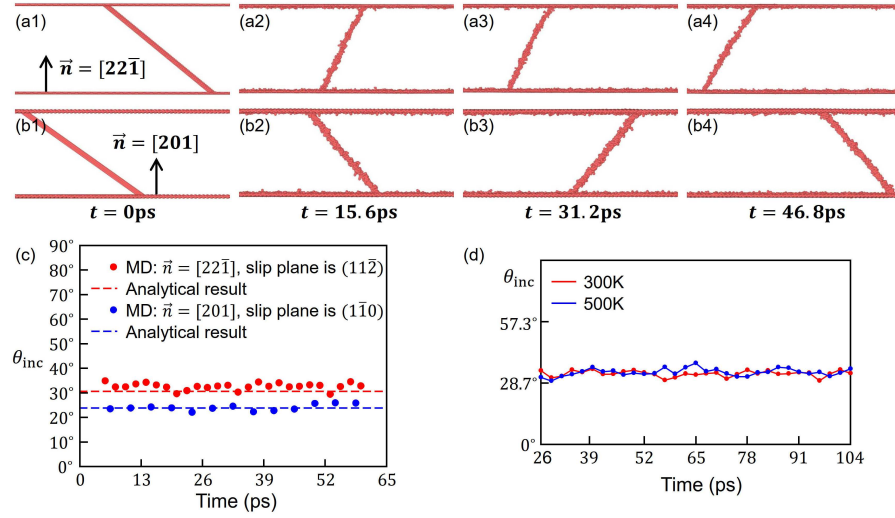 (a1) (a2) (a3) (a4)
n⃗ = [221̅]
(b1) (b2) (b3) (b4)
n⃗ = [201]
t = 0ps t = 15.6ps t = 31.2ps t = 46.8ps
(c)
90°
80°
70°
60°
50°
40°
30°
20°
10°
0°
θinc
MD: n⃗ = [221̅], slip plane is (112̅)
Analytical result
MD: n⃗ = [201], slip plane is (11̅0)
Analytical result
0 13 26 39 52 65
Time (ps)
(d)
θinc
300K
500K
57.3°
28.7°
0°
26 39 52 65 78 91 104
Time (ps)